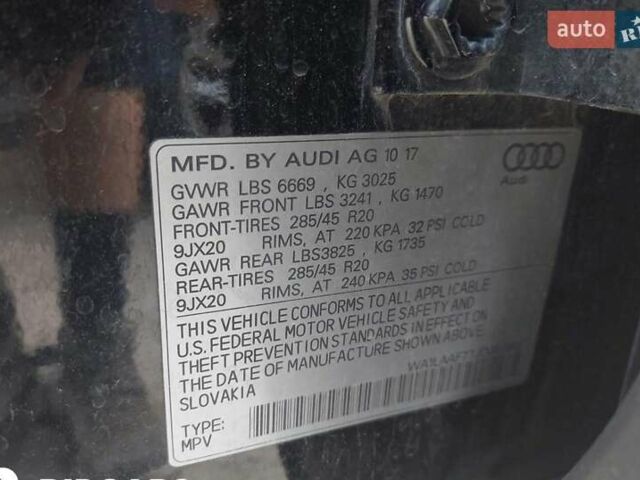 auto
MFD. BY AUDI AG 10 17
Audi
GVWR LBS 6669 , KG 3025
GAWR FRONT LBS 3241 , KG 1470
FRONT-TIRES 285/45 R20
9JX20 RIMS, AT 220 KPA 32 PSI COLD
GAWR REAR LBS3825 , KG 1735
REAR-TIRES 285/45 R20
9JX20 RIMS, AT 240 KPA 35 PSI COLD
THIS VEHICLE CONFORMS TO ALL APPLICABLE
U.S. FEDERAL MOTOR VEHICLE SAFETY AND
THEFT PREVENTION STANDARDS IN EFFECT ON
THE DATE OF MANUFACTURE SHOWN ABOVE.
SLOVAKIA
TYPE:
MPV